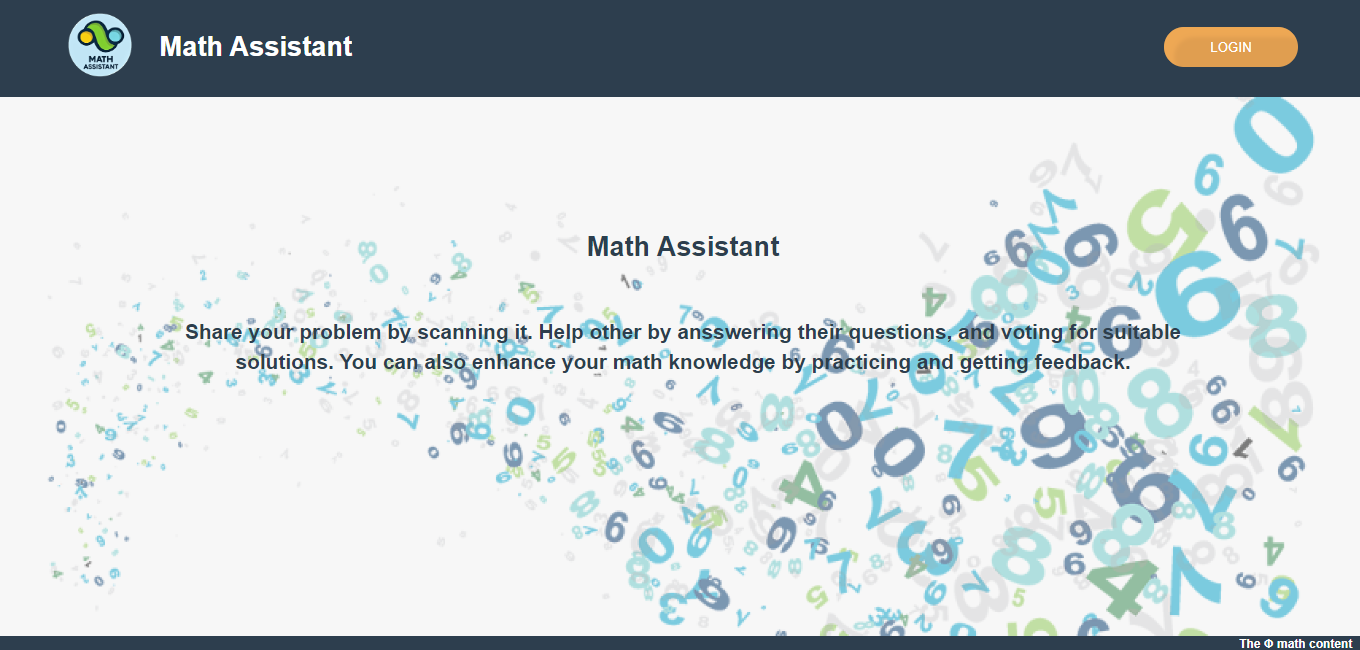 MATH
ASSISTANT
Math Assistant
LOGIN
Math Assistant
Share your problem by scanning it. Help other by ansswering their questions, and voting for suitable
solutions. You can also enhance your math knowledge by practicing and getting feedback.
The Φ math content